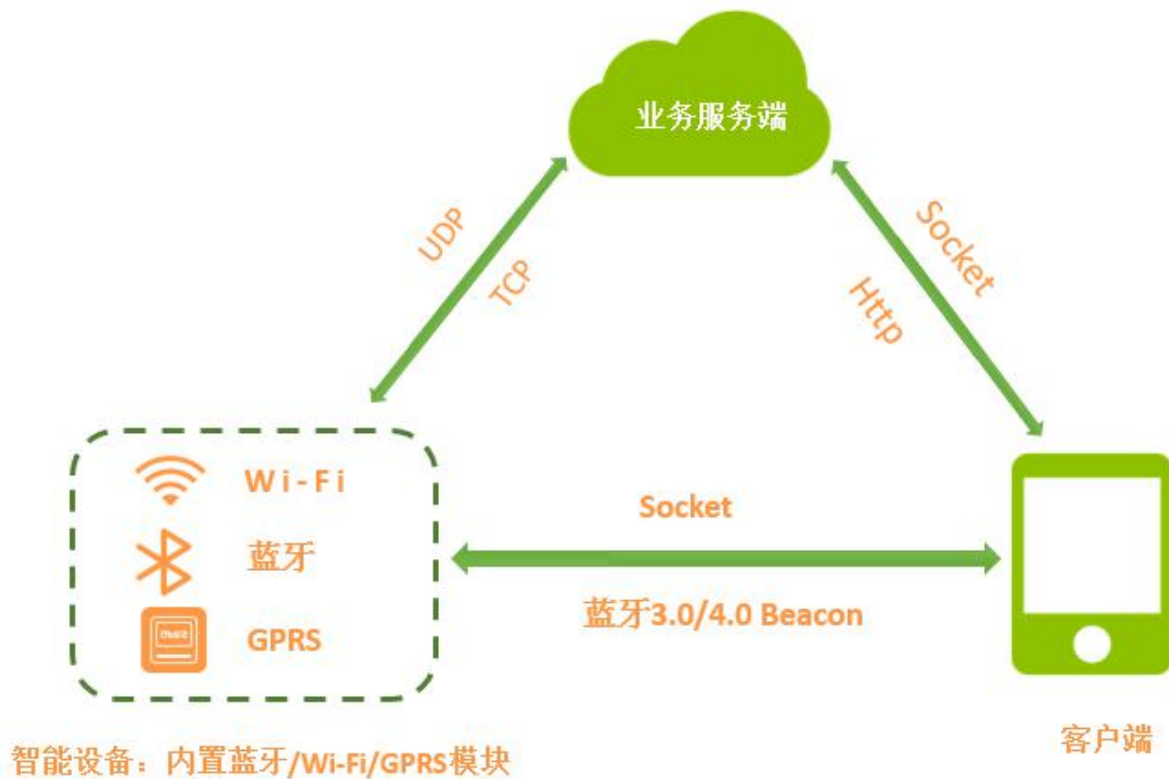 业务服务端
UDP
TCP
Socket
Http
Wi-Fi
蓝牙
GPRS
Socket
蓝牙3.0/4.0 Beacon
客户端
智能设备：内置蓝牙/Wi-Fi/GPRS模块